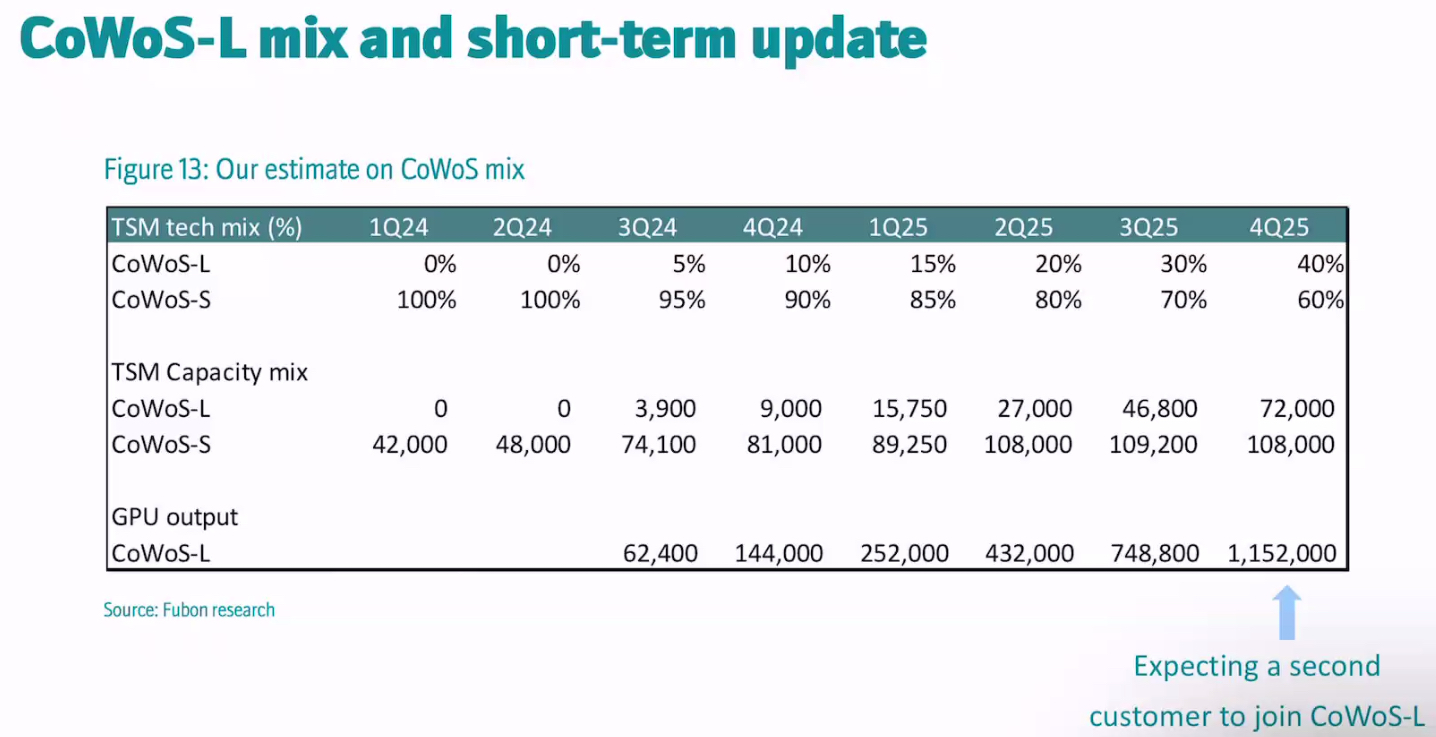 CoWoS-L mix and short-term update
Figure 13: Our estimate on CoWoS mix
TSM tech mix (%) 1Q24 2Q24 3Q24 4Q24 1Q25 2Q25 3Q25 4Q25
CoWoS-L 0% 0% 5% 10% 15% 20% 30% 40%
CoWoS-S 100% 100% 95% 90% 85% 80% 70% 60%
TSM Capacity mix
CoWoS-L 0 0 3,900 9,000 15,750 27,000 46,800 72,000
CoWoS-S 42,000 48,000 74,100 81,000 89,250 108,000 109,200 108,000
GPU output
CoWoS-L 62,400 144,000 252,000 432,000 748,800 1,152,000
Source: Fubon research
Expecting a second
customer to join CoWoS-L